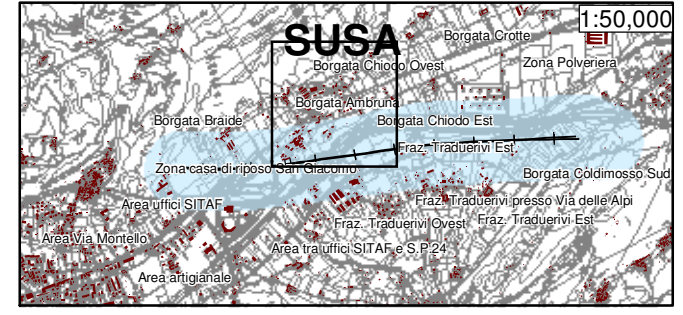 1:50,000
SUSA
Borgata Crotte
Borgata Chiodo Ovest
Zona Polveriera
Borgata Ambruna
Borgata Braide
Borgata Chiodo Est
Fraz. Traduerivi Est
Zona casa di riposo San Giacomo
Borgata Coldimosso Sud
Area uffici SITAF
Fraz. Traduerivi presso Via delle Alpi
Fraz. Traduerivi Ovest
Fraz. Traduerivi Est
Area Via Montello
Area tra uffici SITAF e S.P.24
Area artigianale